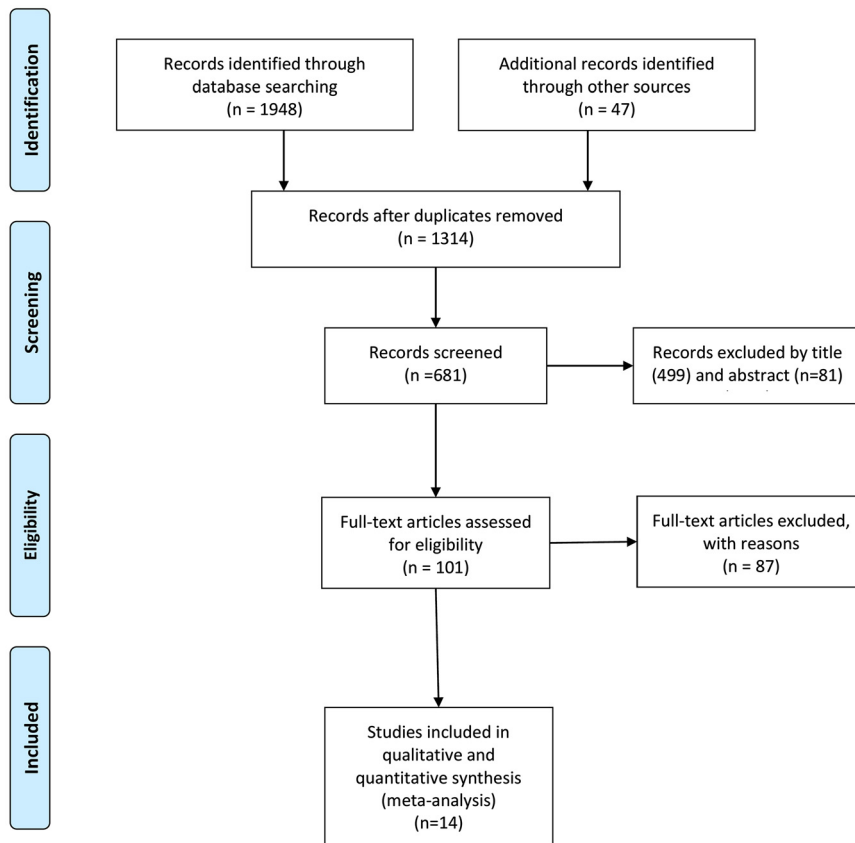 Identification
Records identified through
database searching
(n = 1948)
Additional records identified
through other sources
(n = 47)
Records after duplicates removed
(n = 1314)
Screening
Records screened
(n =681)
Records excluded by title
(499) and abstract (n=81)
Eligibility
Full-text articles assessed
for eligibility
(n = 101)
Full-text articles excluded,
with reasons
(n = 87)
Included
Studies included in
qualitative and
quantitative synthesis
(meta-analysis)
(n=14)